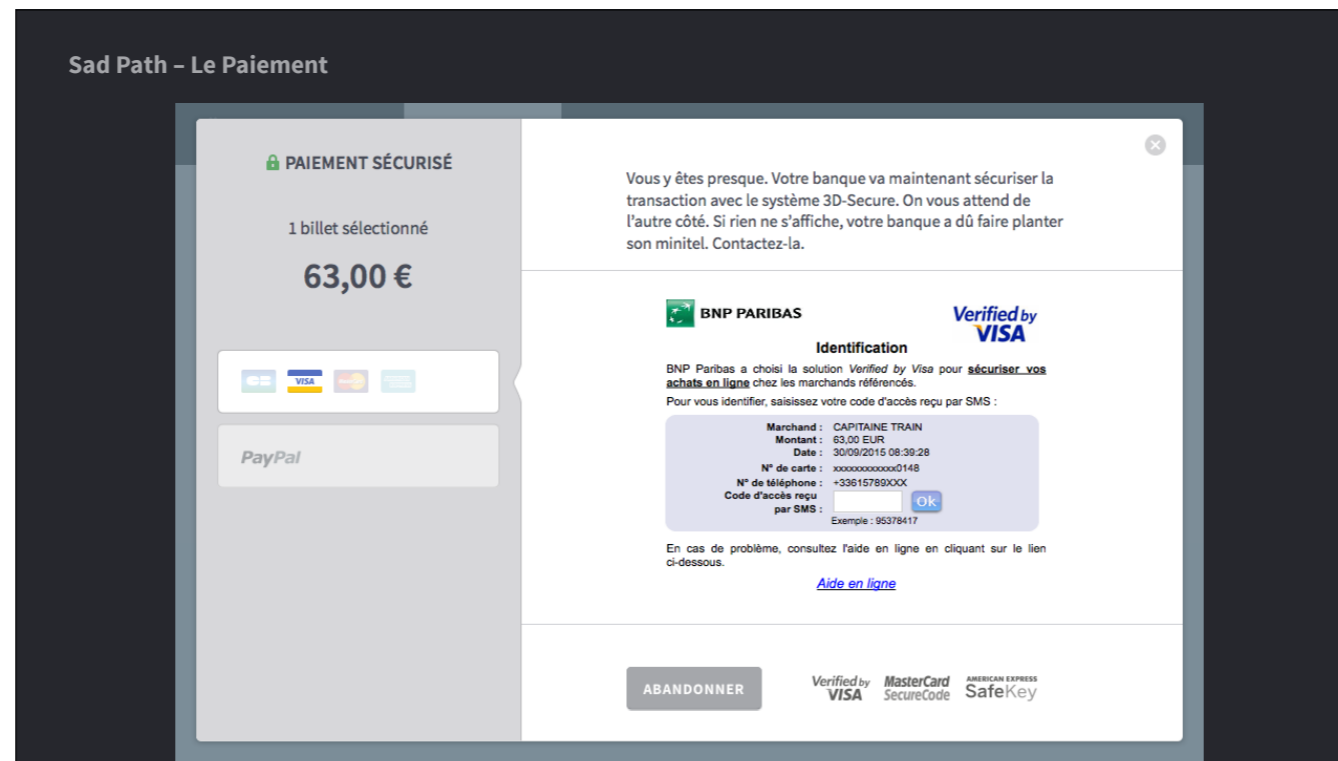 Sad Path – Le Paiement
PAIEMENT SÉCURISÉ
1 billet sélectionné
63,00 €
VISA
PayPal
Vous y êtes presque. Votre banque va maintenant sécuriser la
transaction avec le système 3D-Secure. On vous attend de
l'autre côté. Si rien ne s'affiche, votre banque a dû faire planter
son minitel. Contactez-la.
BNP PARIBAS
Verified by
VISA
Identification
BNP Paribas a choisi la solution Verified by Visa pour sécuriser vos
achats en ligne chez les marchands référencés.
Pour vous identifier, saisissez votre code d'accès reçu par SMS :
Marchand : CAPITAINE TRAIN
Montant : 63,00 EUR
Date : 30/09/2015 08:39:28
N° de carte : xxxxxxxxxxxx0148
N° de téléphone : +33615789XXX
Code d'accès reçu
par SMS :
Ok
Exemple : 95378417
En cas de problème, consultez l'aide en ligne en cliquant sur le lien
ci-dessous.
Aide en ligne
ABANDONNER
Verified by
VISA
MasterCard
SecureCode
AMERICAN EXPRESS
SafeKey